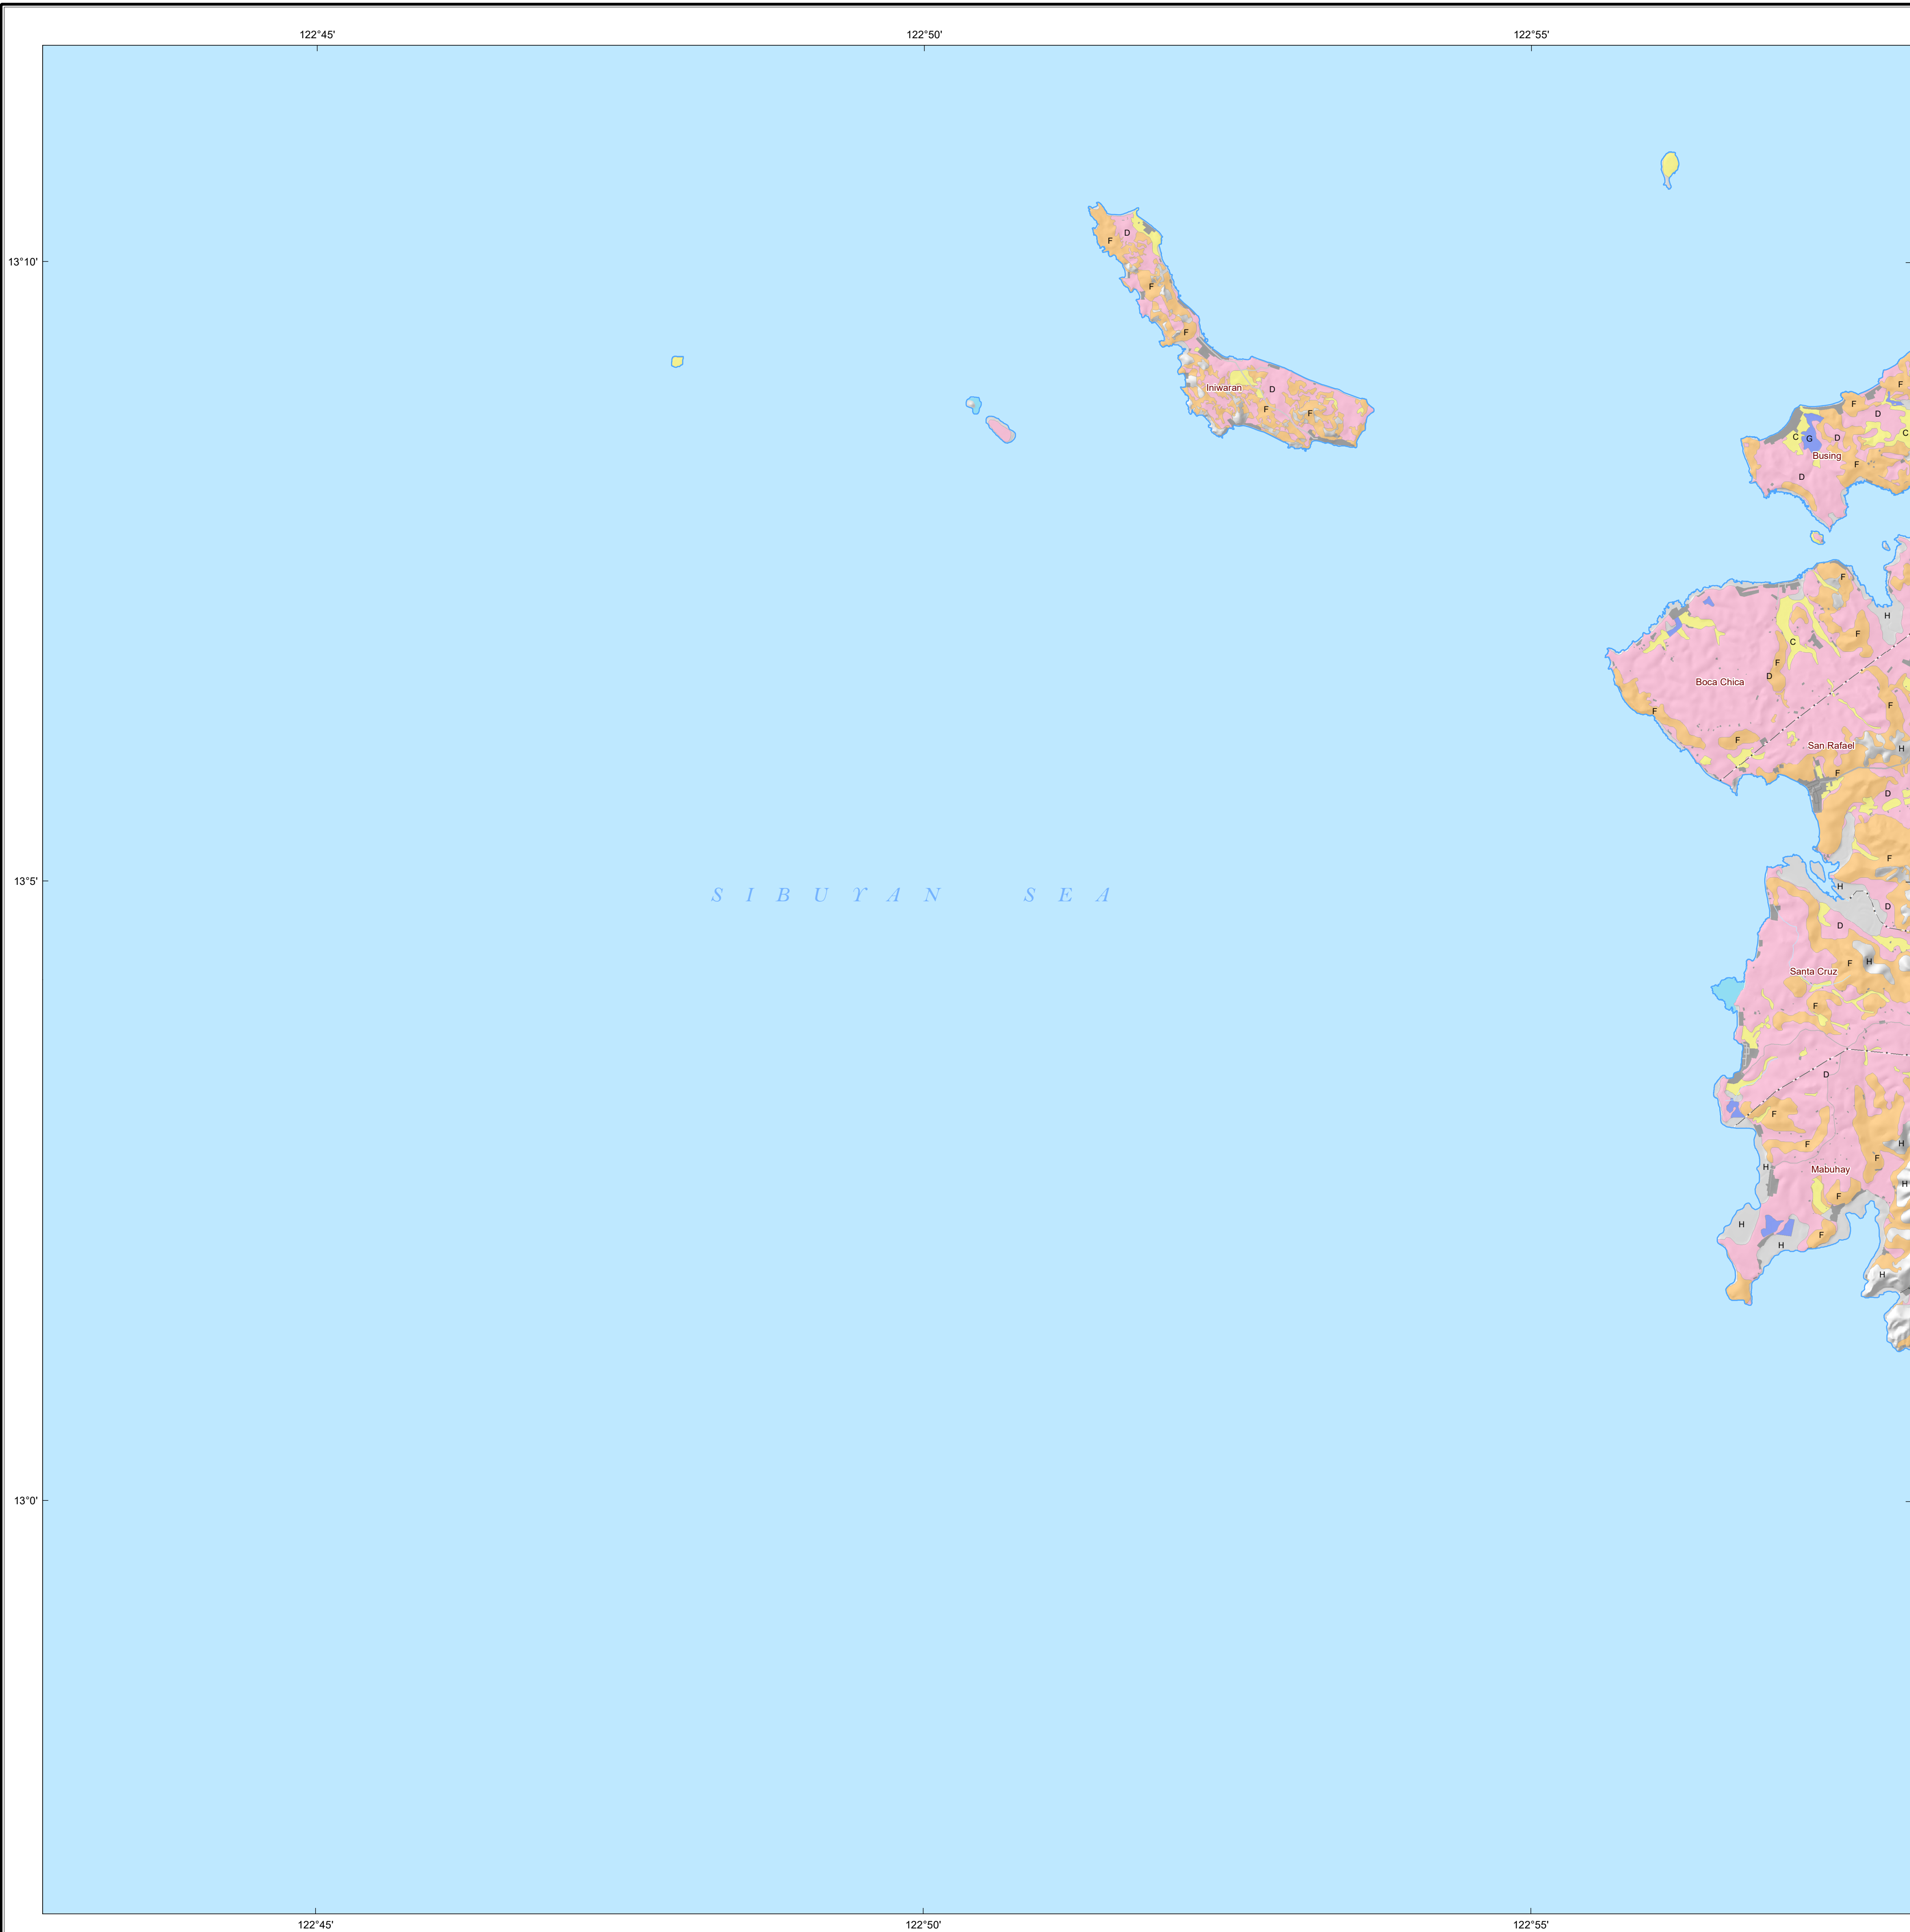 122°45' 122°50' 122°55'
13°10'
D
F
F
F
Iniwaran D
F F
F
F D
C G D C
Busing
F
D
F
H
F
C
F
D
Boca Chica
F
F
F
San Rafael H
F
D
F
13°5'
H
S I B U Y A N S E A
D
D
F H
Santa Cruz
F
D
F
F H
F
H
Mabuhay
H
F
H
F
H
H
13°0'
122°45' 122°50' 122°55'